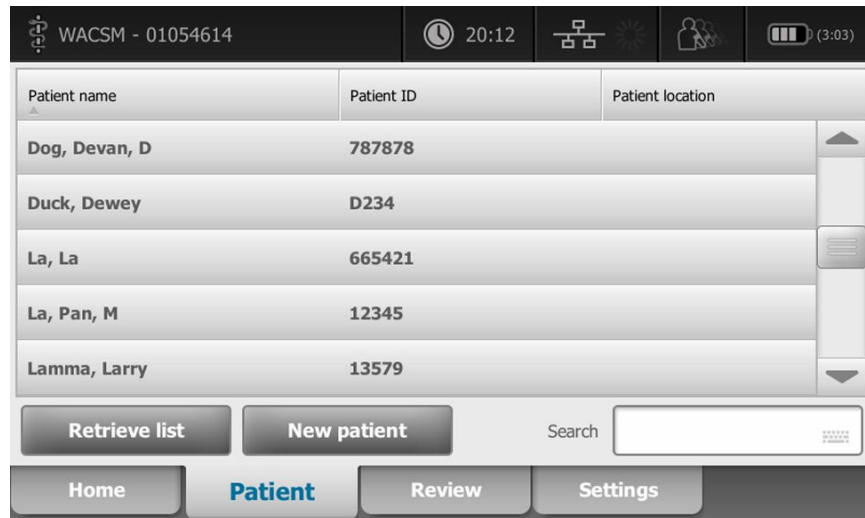 WACSM - 01054614 20:12 (3:03)
Patient name Patient ID Patient location
Dog, Devan, D 787878
Duck, Dewey D234
La, La 665421
La, Pan, M 12345
Lamma, Larry 13579
Retrieve list New patient Search
Home Patient Review Settings